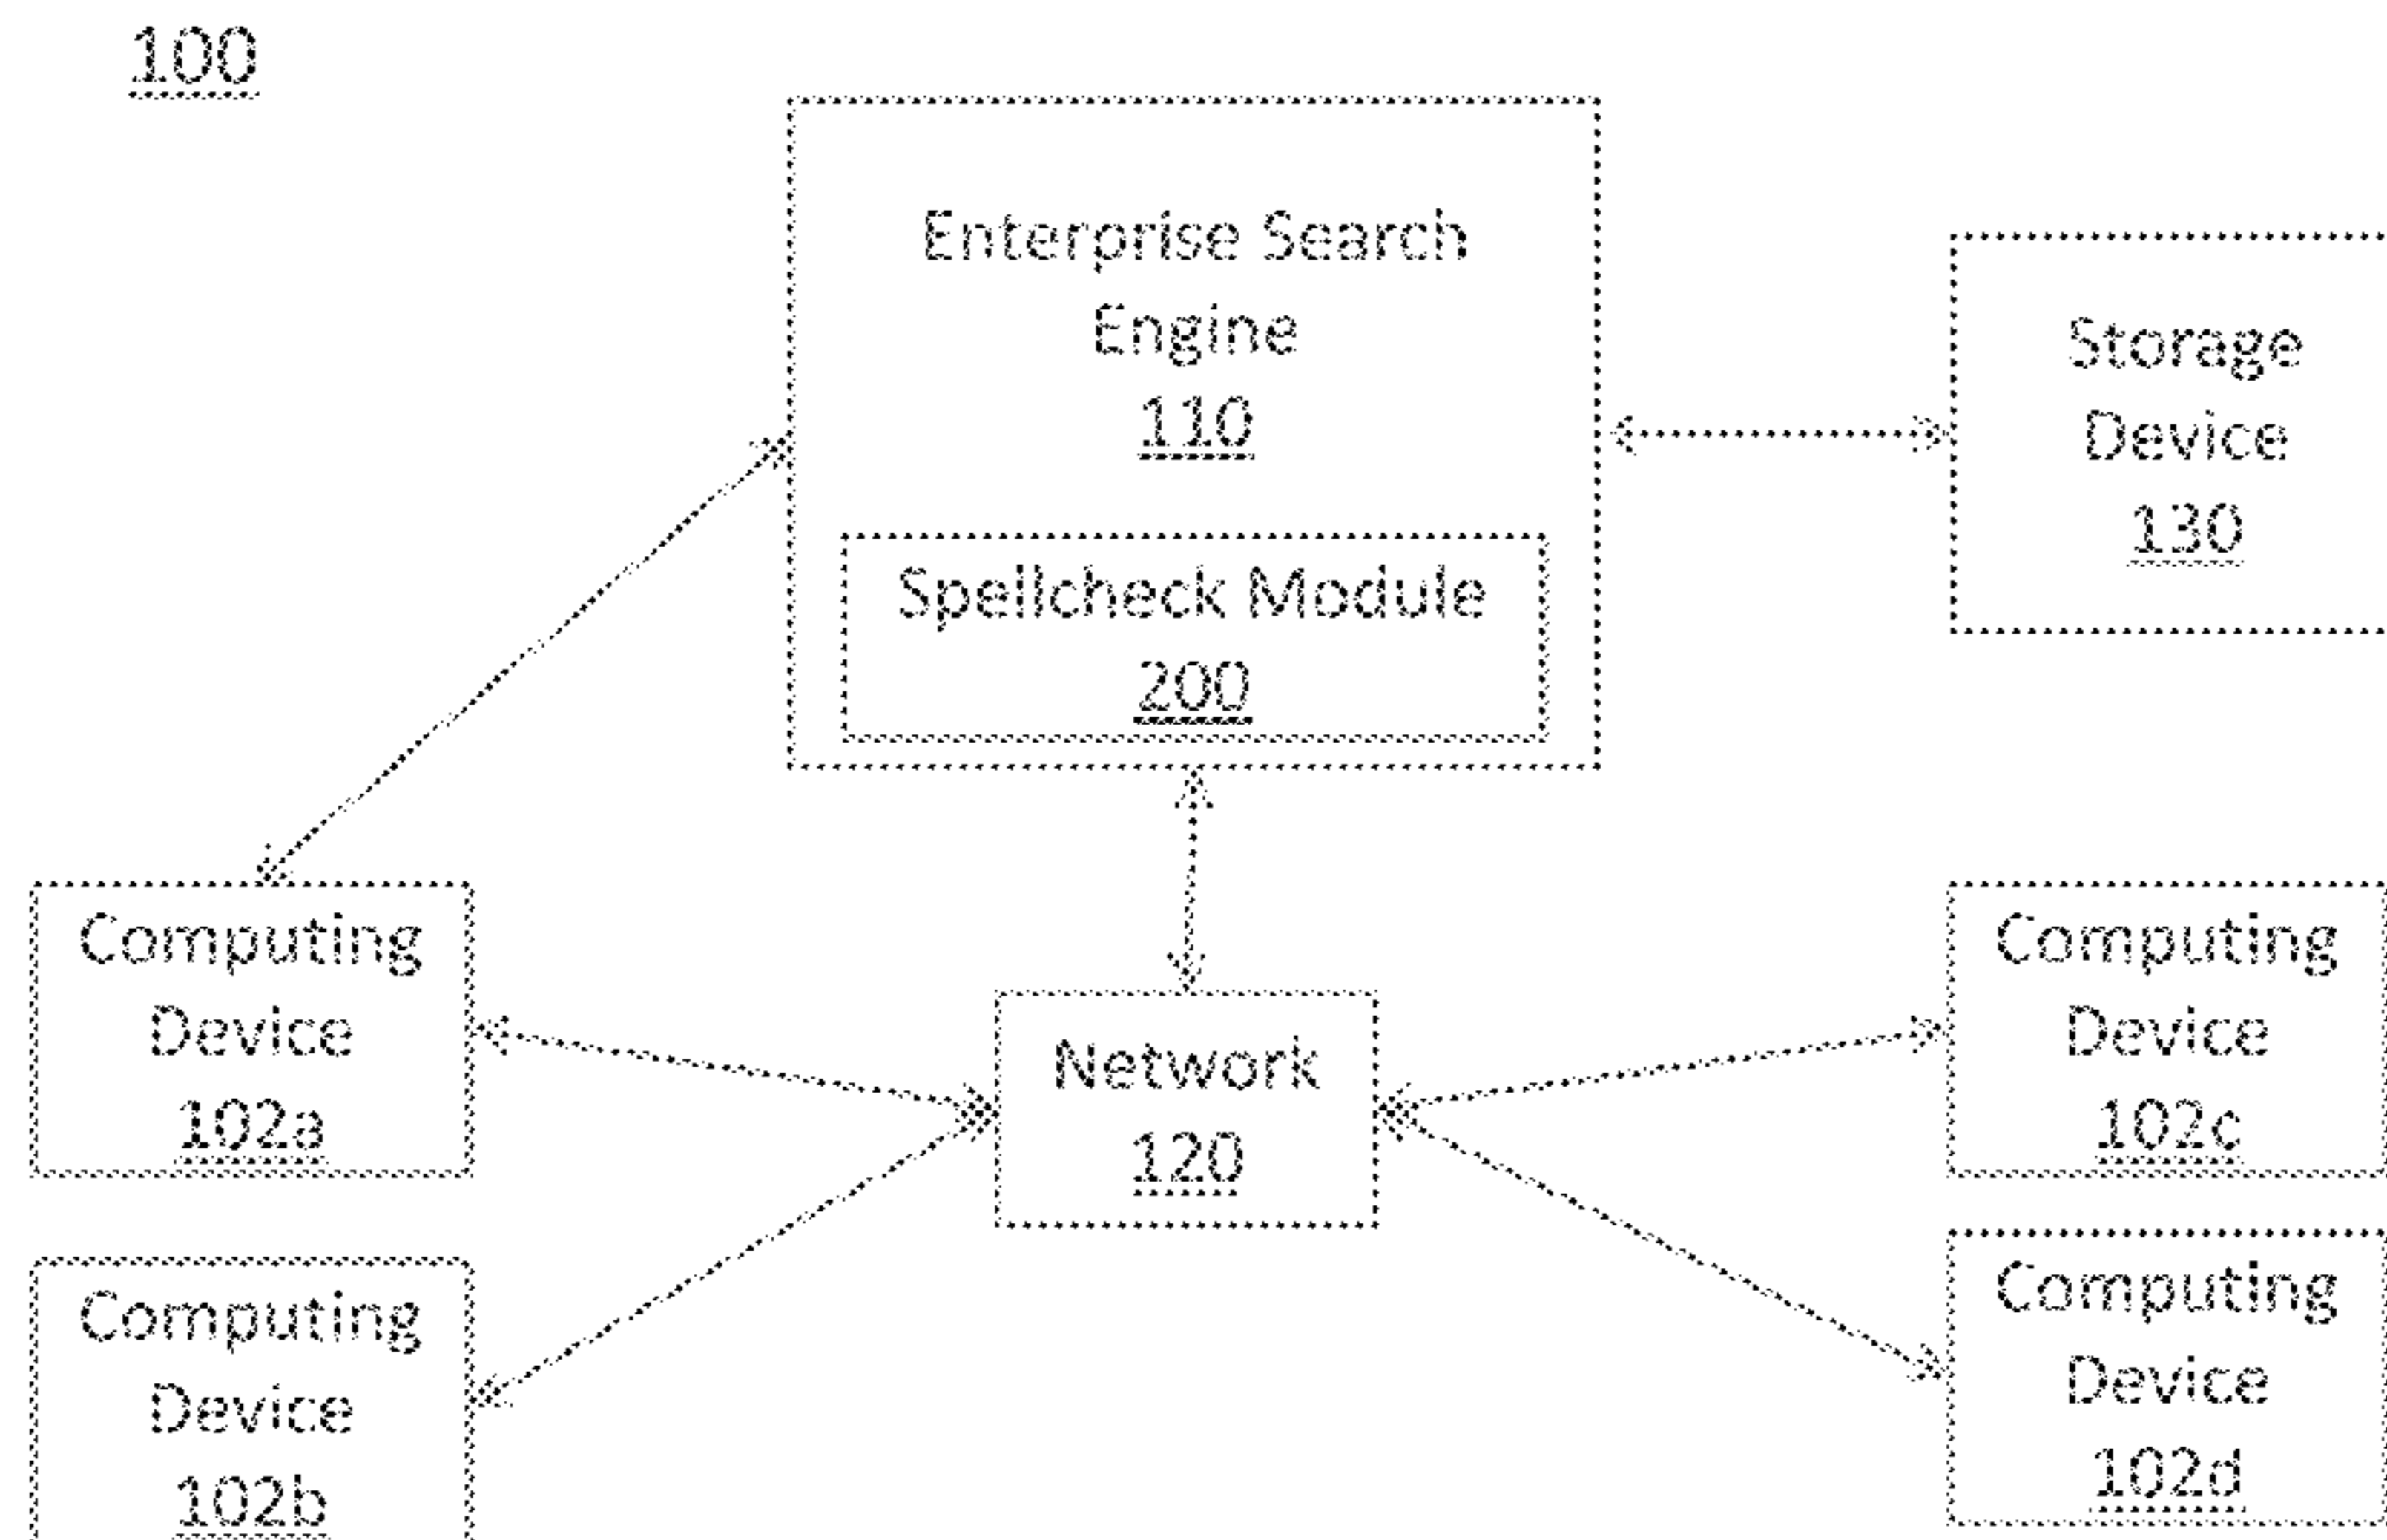 100
Enterprise Search
Engine
110
Spellcheck Module
200
Storage
Device
130
Computing
Device
102a
Network
120
Computing
Device
102c
Computing
Device
102b
Computing
Device
102d